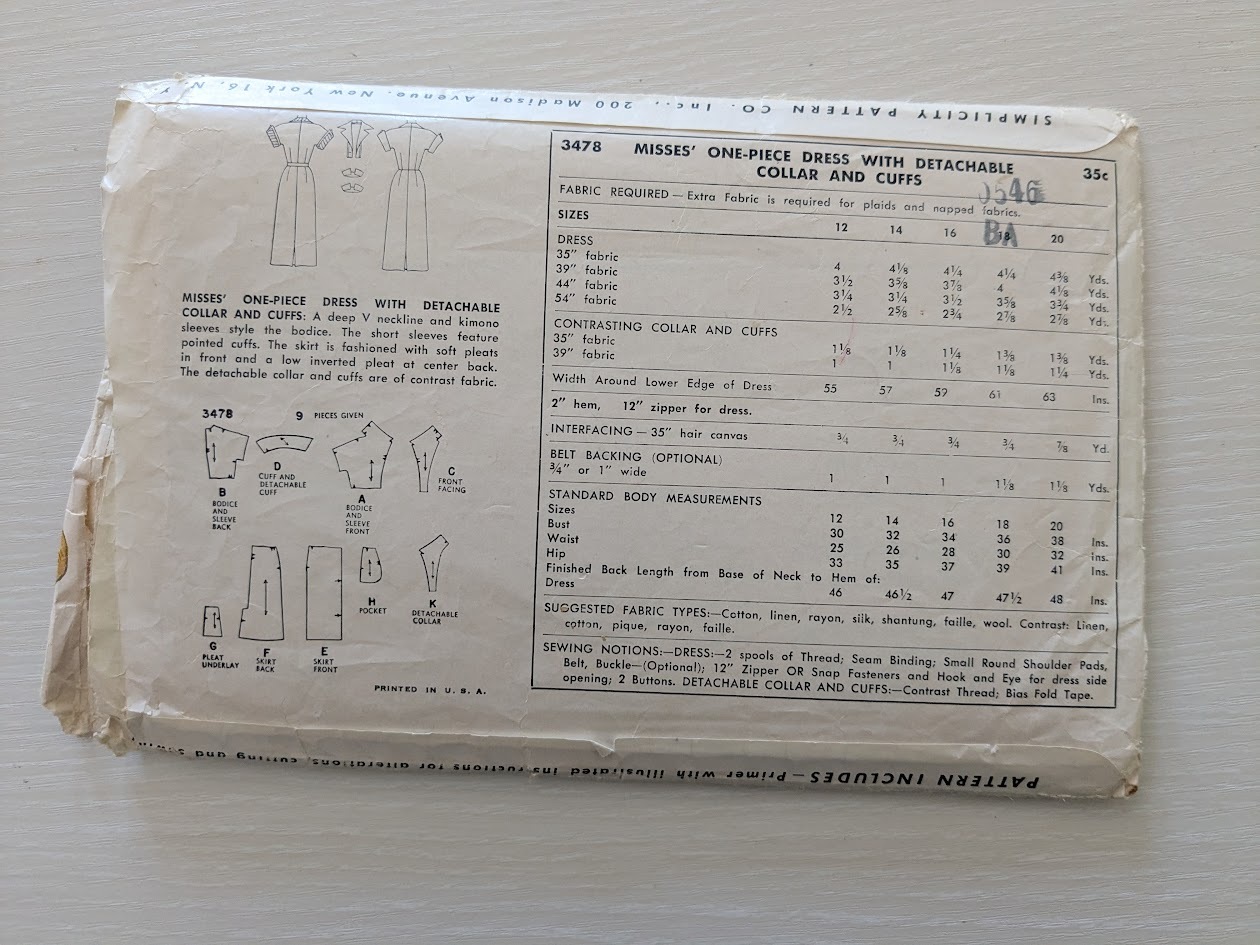 SIMPLICITY PATTERN CO. Inc., 200 Madison Avenue, New York 16, N. Y.
MISSES' ONE-PIECE DRESS WITH DETACHABLE
COLLAR AND CUFFS: A deep V neckline and kimono
sleeves style the bodice. The short sleeves feature
pointed cuffs. The skirt is fashioned with soft pleats
in front and a low inverted pleat at center back.
The detachable collar and cuffs are of contrast fabric.
3478 9 PIECES GIVEN
B
BODICE
AND
SLEEVE
BACK
D
CUFF AND
DETACHABLE
CUFF
A
BODICE
AND
SLEEVE
FRONT
C
FRONT
FACING
G
PLEAT
UNDERLAY
F
SKIRT
BACK
E
SKIRT
FRONT
H
POCKET
K
DETACHABLE
COLLAR
PRINTED IN U. S. A.
3478 MISSES' ONE-PIECE DRESS WITH DETACHABLE 35c
COLLAR AND CUFFS
0546
BA
FABRIC REQUIRED — Extra Fabric is required for plaids and napped fabrics.
SIZES 12 14 16 18 20
DRESS
35" fabric 4 4⅛ 4¼ 4¼ 4⅜ Yds.
39" fabric 3½ 3⅝ 3⅞ 4 4⅛ Yds.
44" fabric 3¼ 3¼ 3½ 3⅝ 3¾ Yds.
54" fabric 2½ 2⅝ 2¾ 2⅞ 2⅞ Yds.
CONTRASTING COLLAR AND CUFFS
35" fabric 1⅛ 1⅛ 1¼ 1⅜ 1⅜ Yds.
39" fabric 1 1 1⅛ 1⅛ 1¼ Yds.
Width Around Lower Edge of Dress 55 57 59 61 63 Ins.
2" hem, 12" zipper for dress.
INTERFACING — 35" hair canvas ¾ ¾ ¾ ¾ ⅞ Yd.
BELT BACKING (OPTIONAL)
¾" or 1" wide 1 1 1 1⅛ 1⅛ Yds.
STANDARD BODY MEASUREMENTS
Sizes 12 14 16 18 20
Bust 30 32 34 36 38 Ins.
Waist 25 26 28 30 32 ins.
Hip 33 35 37 39 41 Ins.
Finished Back Length from Base of Neck to Hem of:
Dress 46 46½ 47 47½ 48 Ins.
SUGGESTED FABRIC TYPES:—Cotton, linen, rayon, silk, shantung, faille, wool. Contrast: Linen,
cotton, pique, rayon, faille.
SEWING NOTIONS:—DRESS:—2 spools of Thread; Seam Binding; Small Round Shoulder Pads,
Belt, Buckle—(Optional); 12" Zipper OR Snap Fasteners and Hook and Eye for dress side
opening; 2 Buttons. DETACHABLE COLLAR AND CUFFS:—Contrast Thread; Bias Fold Tape.
PATTERN INCLUDES — Primer with illustrated instructions for alterations, cutting and sewing